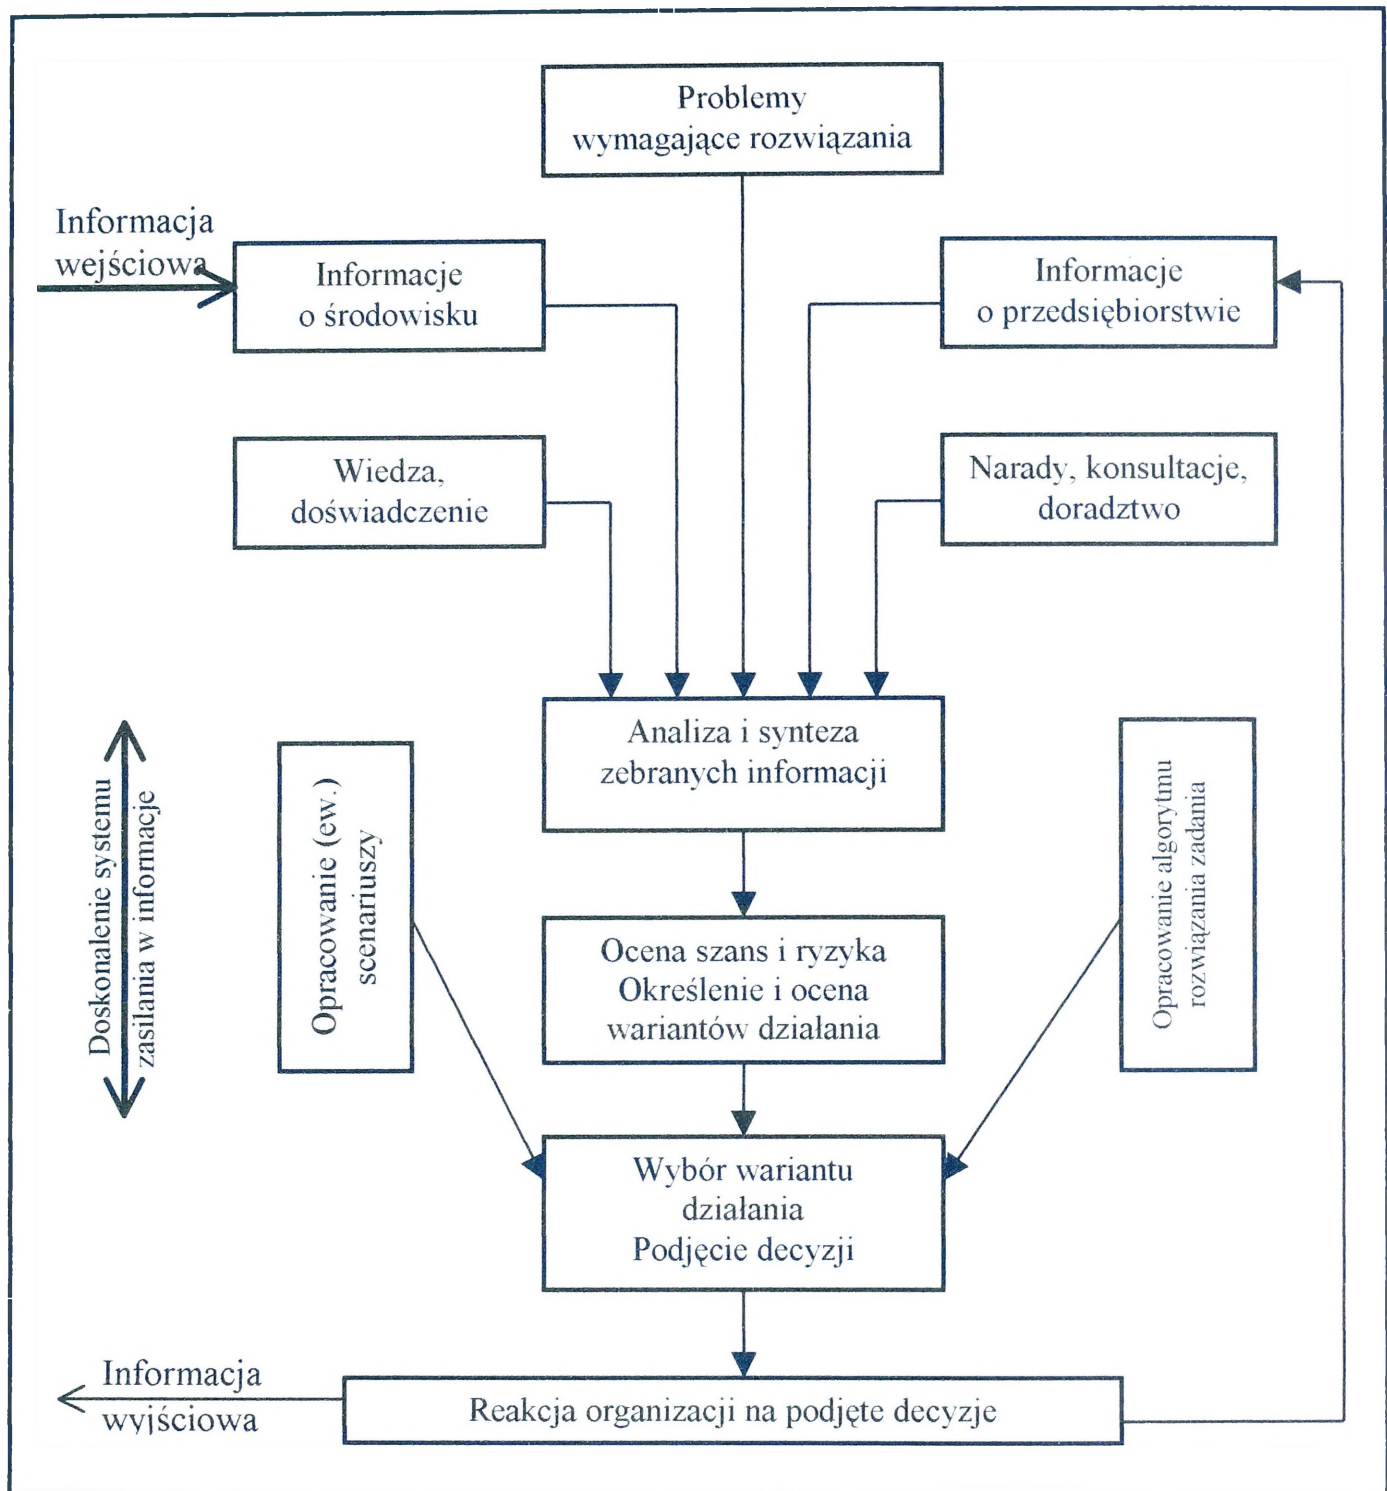 Problemy
wymagające rozwiązania
Informacja
wejściowa
Informacje
o środowisku
Informacje
o przedsiębiorstwie
Wiedza,
doświadczenie
Narady, konsultacje,
doradztwo
Analiza i synteza
zebranych informacji
Doskonalenie systemu
zasilania w informacje
Opracowanie (ew.)
scenariuszy
Ocena szans i ryzyka
Określenie i ocena
wariantów działania
Opracowanie algorytmu
rozwiązania zadania
Wybór wariantu
działania
Podjęcie decyzji
Informacja
wyjściowa
Reakcja organizacji na podjęte decyzje